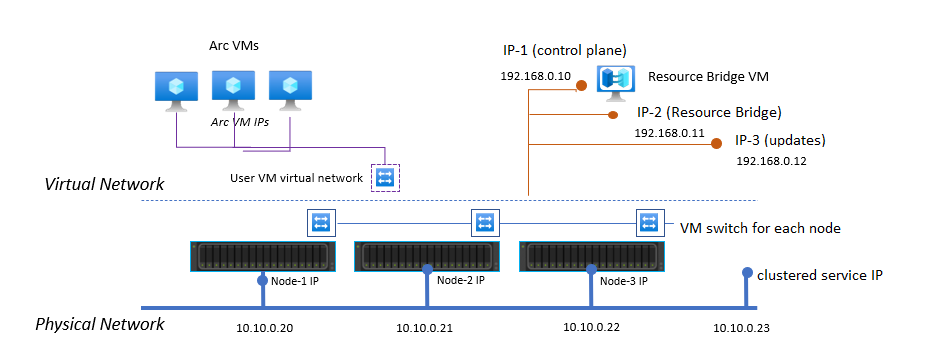 Arc VMs
Arc VM IPs
User VM virtual network
IP-1 (control plane)
192.168.0.10
Resource Bridge VM
IP-2 (Resource Bridge)
192.168.0.11
IP-3 (updates)
192.168.0.12
Virtual Network
VM switch for each node
Node-1 IP
Node-2 IP
Node-3 IP
clustered service IP
Physical Network
10.10.0.20
10.10.0.21
10.10.0.22
10.10.0.23